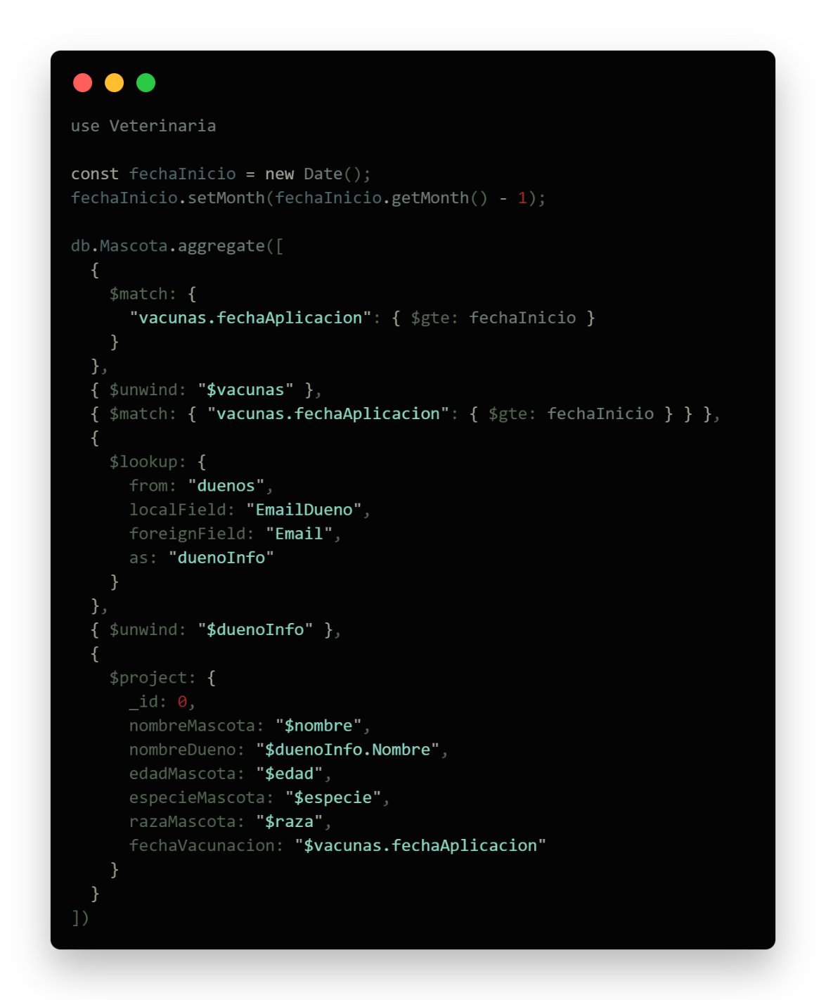 use Veterinaria
const fechaInicio = new Date();
fechaInicio.setMonth(fechaInicio.getMonth() - 1);
db.Mascota.aggregate([
  {
    $match: {
      "vacunas.fechaAplicacion": { $gte: fechaInicio }
    }
  },
  { $unwind: "$vacunas" },
  { $match: { "vacunas.fechaAplicacion": { $gte: fechaInicio } } },
  {
    $lookup: {
      from: "duenos",
      localField: "EmailDueno",
      foreignField: "Email",
      as: "duenoInfo"
    }
  },
  { $unwind: "$duenoInfo" },
  {
    $project: {
      _id: 0,
      nombreMascota: "$nombre",
      nombreDueno: "$duenoInfo.Nombre",
      edadMascota: "$edad",
      especieMascota: "$especie",
      razaMascota: "$raza",
      fechaVacunacion: "$vacunas.fechaAplicacion"
    }
  }
])